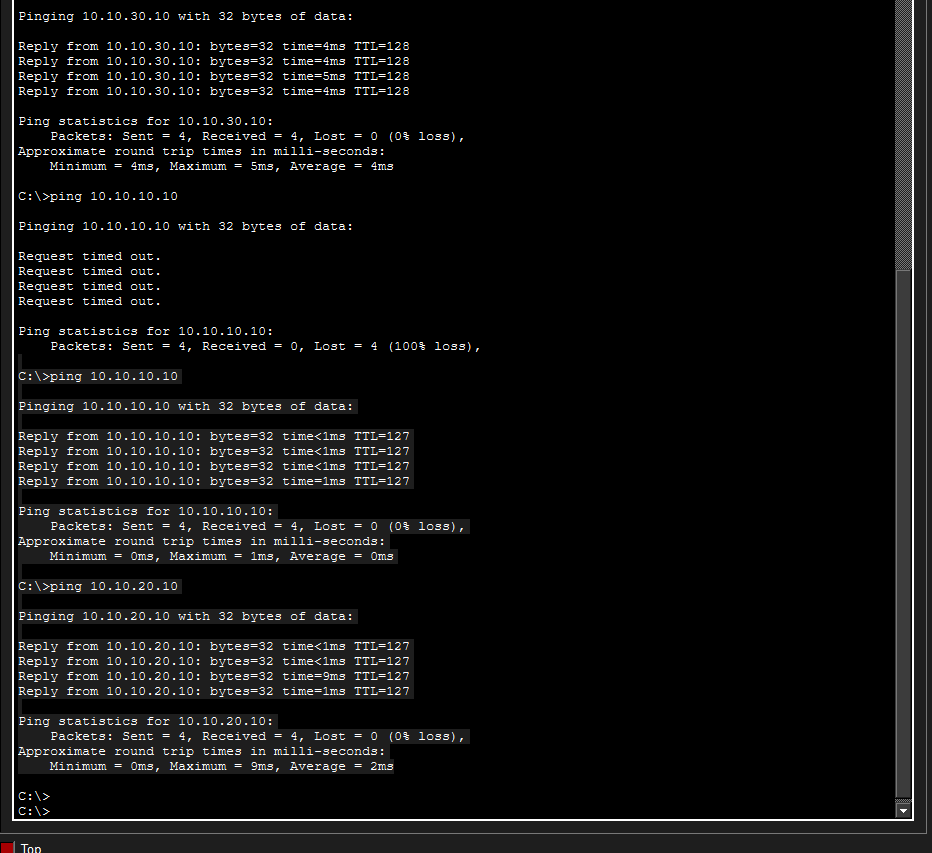 Pinging 10.10.30.10 with 32 bytes of data:
Reply from 10.10.30.10: bytes=32 time=4ms TTL=128
Reply from 10.10.30.10: bytes=32 time=4ms TTL=128
Reply from 10.10.30.10: bytes=32 time=5ms TTL=128
Reply from 10.10.30.10: bytes=32 time=4ms TTL=128
Ping statistics for 10.10.30.10:
    Packets: Sent = 4, Received = 4, Lost = 0 (0% loss),
Approximate round trip times in milli-seconds:
    Minimum = 4ms, Maximum = 5ms, Average = 4ms
C:\>ping 10.10.10.10
Pinging 10.10.10.10 with 32 bytes of data:
Request timed out.
Request timed out.
Request timed out.
Request timed out.
Ping statistics for 10.10.10.10:
    Packets: Sent = 4, Received = 0, Lost = 4 (100% loss),
C:\>ping 10.10.10.10
Pinging 10.10.10.10 with 32 bytes of data:
Reply from 10.10.10.10: bytes=32 time<1ms TTL=127
Reply from 10.10.10.10: bytes=32 time<1ms TTL=127
Reply from 10.10.10.10: bytes=32 time<1ms TTL=127
Reply from 10.10.10.10: bytes=32 time=1ms TTL=127
Ping statistics for 10.10.10.10:
    Packets: Sent = 4, Received = 4, Lost = 0 (0% loss),
Approximate round trip times in milli-seconds:
    Minimum = 0ms, Maximum = 1ms, Average = 0ms
C:\>ping 10.10.20.10
Pinging 10.10.20.10 with 32 bytes of data:
Reply from 10.10.20.10: bytes=32 time<1ms TTL=127
Reply from 10.10.20.10: bytes=32 time<1ms TTL=127
Reply from 10.10.20.10: bytes=32 time=9ms TTL=127
Reply from 10.10.20.10: bytes=32 time=1ms TTL=127
Ping statistics for 10.10.20.10:
    Packets: Sent = 4, Received = 4, Lost = 0 (0% loss),
Approximate round trip times in milli-seconds:
    Minimum = 0ms, Maximum = 9ms, Average = 2ms
C:\>
C:\>
Top